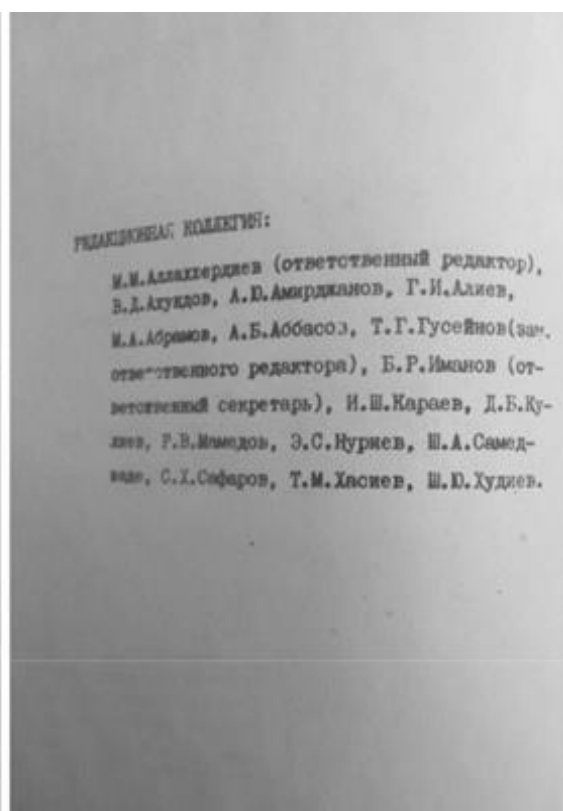 РЕДАКЦИОННАЯ КОЛЛЕГИЯ:
М.М.Аллахвердиев (ответственный редактор),
В.Д.Ахундов, А.Ю.Амирджанов, Г.И.Алиев,
М.А.Абрамов, А.Б.Аббасоз, Т.Г.Гусейнов(зам.
ответственного редактора), Б.Р.Иманов (от-
ветственный секретарь), И.Ш.Караев, Д.Б.Ку-
лиев, Р.В.Мамедов, Э.С.Нуриев, Ш.А.Самед-
заде, С.Х.Сафаров, Т.М.Хасиев, Ш.Ю.Худиев.